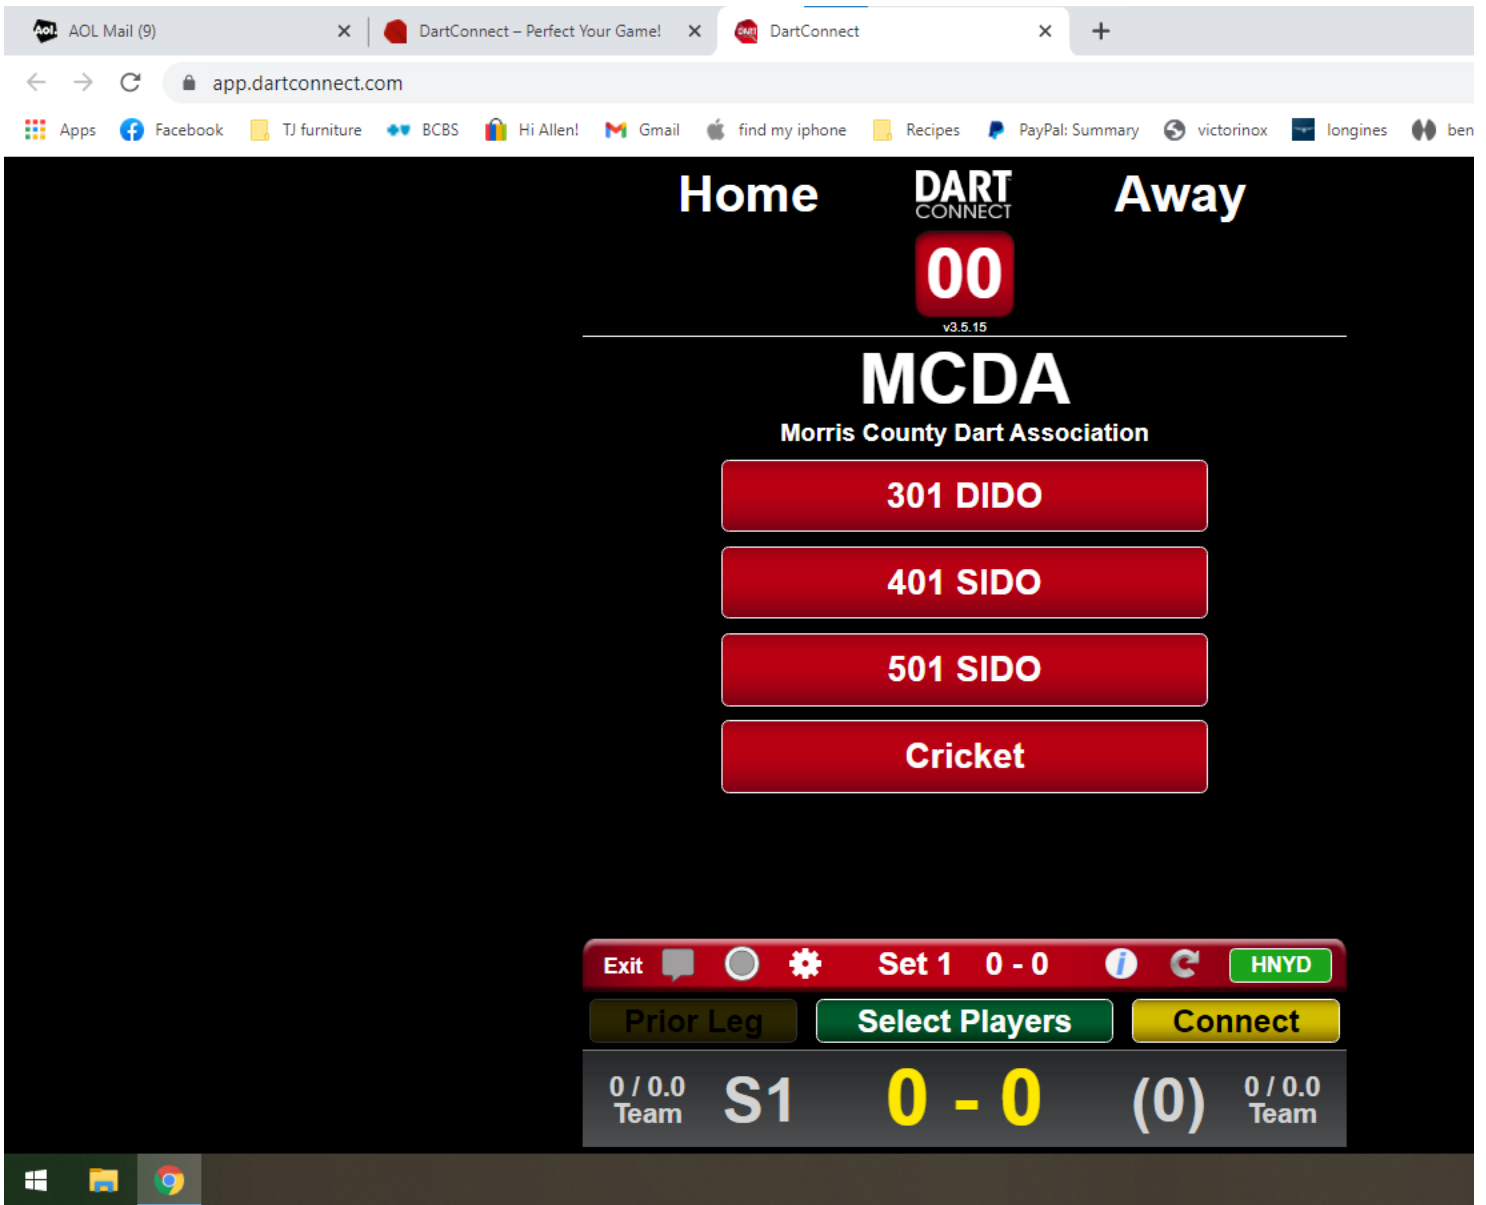 Aol. AOL Mail (9) DartConnect – Perfect Your Game! DART DartConnect
app.dartconnect.com
Apps Facebook TJ furniture BCBS Hi Allen! Gmail find my iphone Recipes PayPal: Summary victorinox longines ben
Home DART Away
CONNECT
00
v3.5.15
MCDA
Morris County Dart Association
301 DIDO
401 SIDO
501 SIDO
Cricket
Exit Set 1 0 - 0 i HNYD
Prior Leg Select Players Connect
0 / 0.0 S1 0 - 0 (0) 0 / 0.0
Team Team